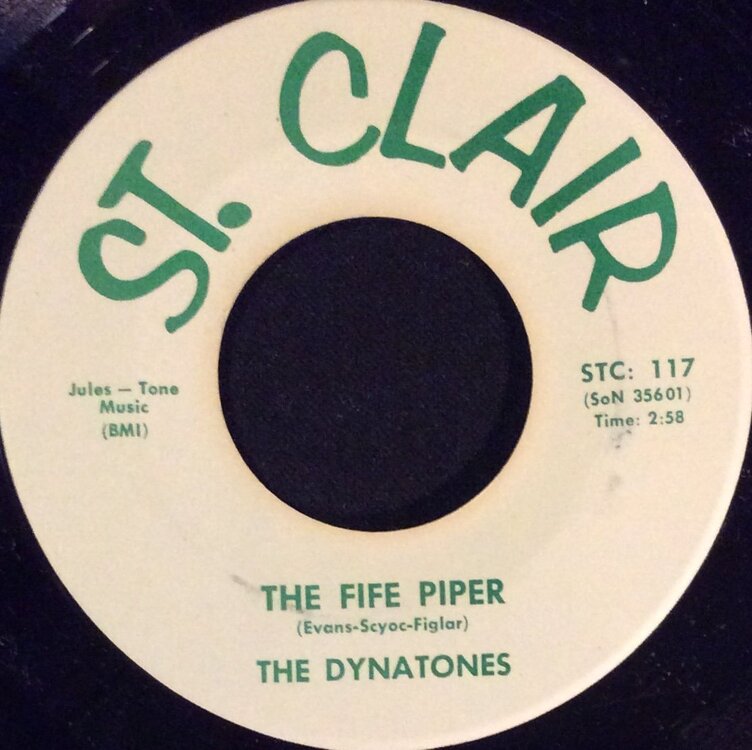 ST. CLAIR
Jules — Tone
Music
(BMI)
STC: 117
(SoN 35601)
Time: 2:58
THE FIFE PIPER
(Evans-Scyoc-Figlar)
THE DYNATONES